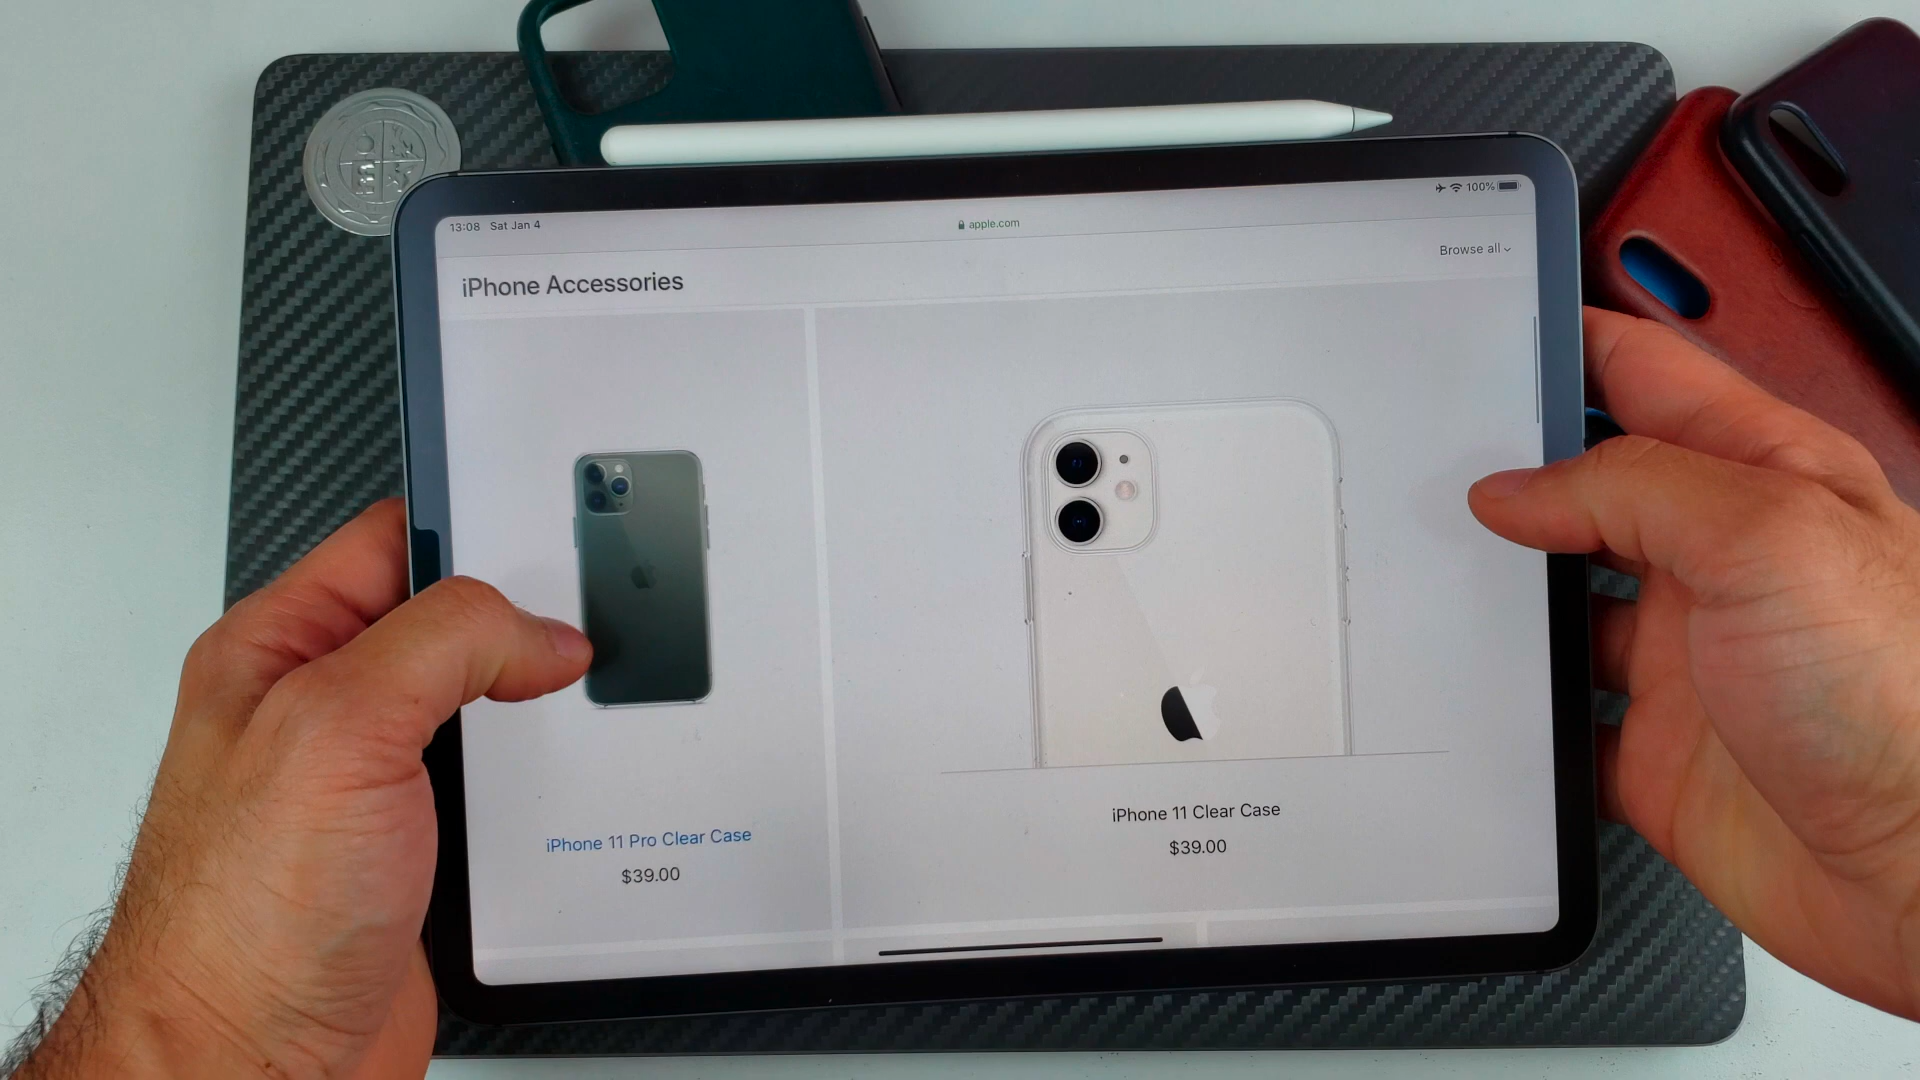 13:08 Sat Jan 4
apple.com
100%
Browse all
iPhone Accessories
iPhone 11 Pro Clear Case
$39.00
iPhone 11 Clear Case
$39.00